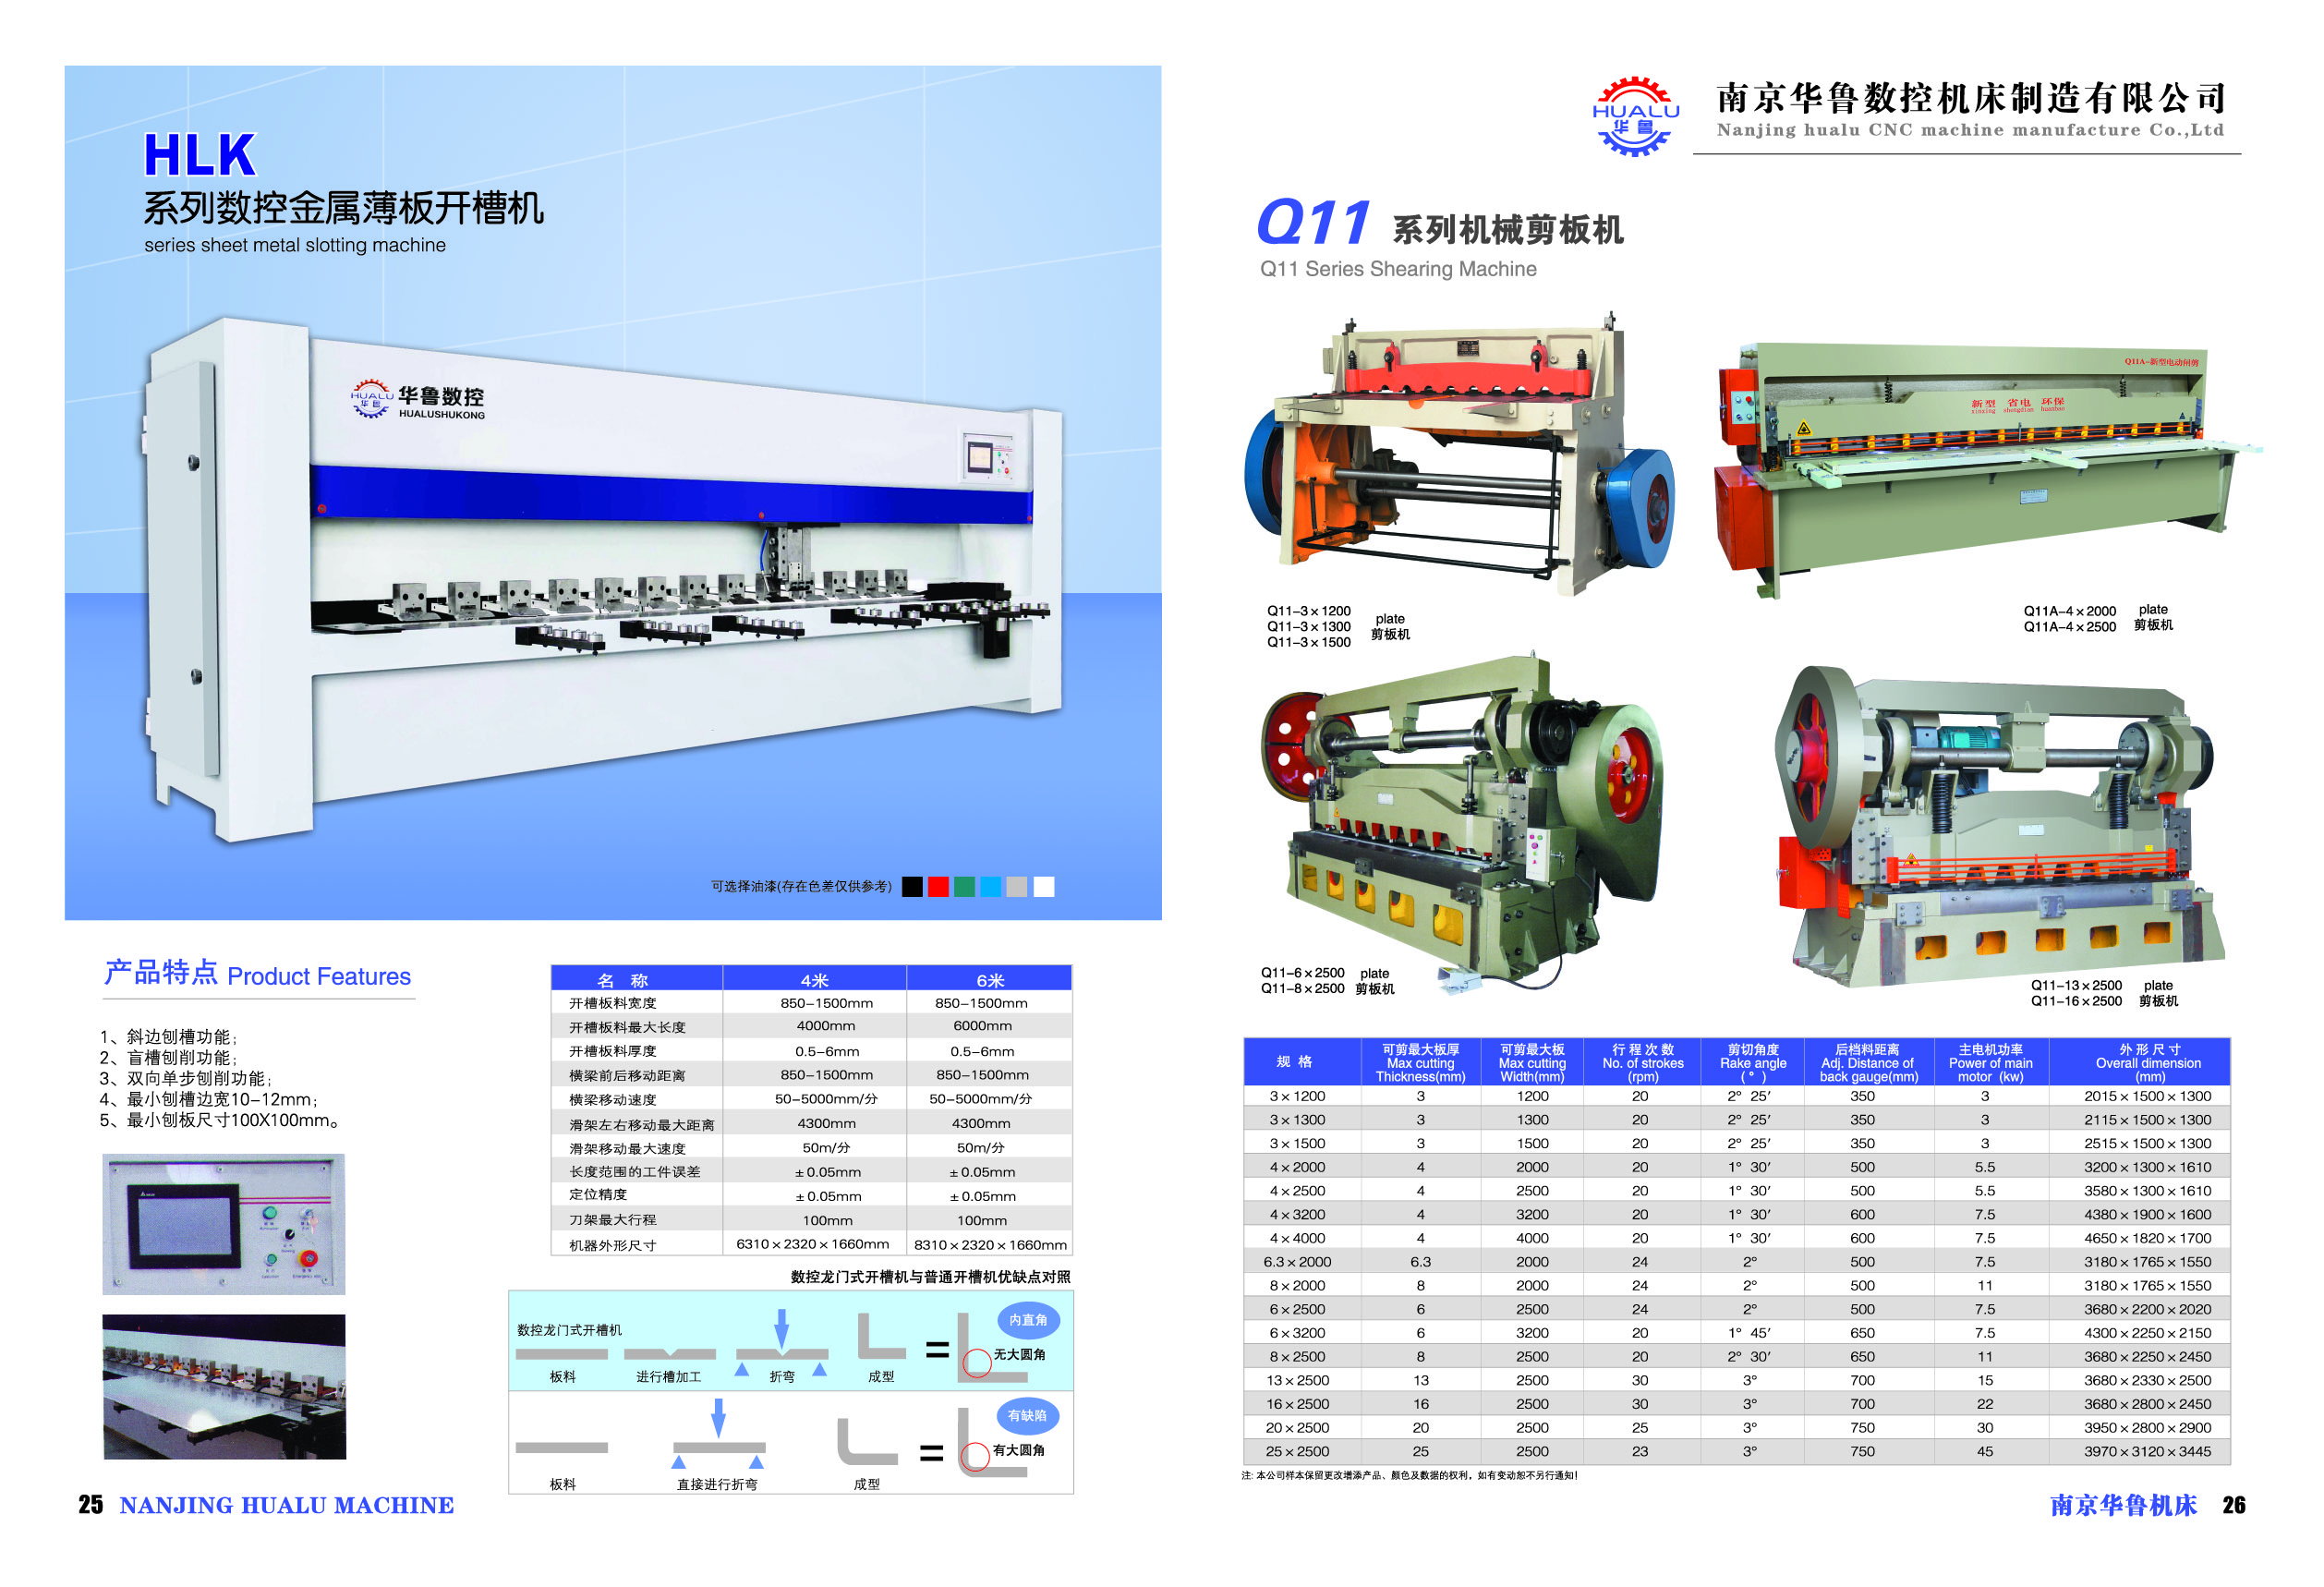 HLK
系列数控金属薄板开槽机
series sheet metal slotting machine
HUALU
华鲁
华鲁数控
HUALUSHUKONG
可选择油漆(存在色差仅供参考)
产品特点 Product Features
1、斜边刨槽功能;
2、盲槽刨削功能;
3、双向单步刨削功能;
4、最小刨槽边宽10-12mm;
5、最小刨板尺寸100X100mm。
名 称 4米 6米
开槽板料宽度 850-1500mm 850-1500mm
开槽板料最大长度 4000mm 6000mm
开槽板料厚度 0.5-6mm 0.5-6mm
横梁前后移动距离 850-1500mm 850-1500mm
横梁移动速度 50-5000mm/分 50-5000mm/分
滑架左右移动最大距离 4300mm 4300mm
滑架移动最大速度 50m/分 50m/分
长度范围的工件误差 ±0.05mm ±0.05mm
定位精度 ±0.05mm ±0.05mm
刀架最大行程 100mm 100mm
机器外形尺寸 6310×2320×1660mm 8310×2320×1660mm
数控龙门式开槽机与普通开槽机优缺点对照
数控龙门式开槽机
内直角
无大圆角
板料 进行槽加工 折弯 成型
有缺陷
有大圆角
板料 直接进行折弯 成型
25 NANJING HUALU MACHINE
HUALU
华鲁
南京华鲁数控机床制造有限公司
Nanjing hualu CNC machine manufacture Co.,Ltd
Q11 系列机械剪板机
Q11 Series Shearing Machine
Q11A-新型电动闸剪
新型 省电 环保
xinxing shengdian huanbao
Q11-3×1200
Q11-3×1300
Q11-3×1500
plate
剪板机
Q11A-4×2000
Q11A-4×2500
plate
剪板机
Q11-6×2500
Q11-8×2500
plate
剪板机
Q11-13×2500
Q11-16×2500
plate
剪板机
规 格 可剪最大板厚 可剪最大板 行 程 次 数 剪切角度 后档料距离 主电机功率 外 形 尺 寸
Max cutting Max cutting No. of strokes Rake angle Adj. Distance of Power of main Overall dimension
Thickness(mm) Width(mm) (rpm) ( ° ) back gauge(mm) motor (kw) (mm)
3×1200 3 1200 20 2° 25′ 350 3 2015×1500×1300
3×1300 3 1300 20 2° 25′ 350 3 2115×1500×1300
3×1500 3 1500 20 2° 25′ 350 3 2515×1500×1300
4×2000 4 2000 20 1° 30′ 500 5.5 3200×1300×1610
4×2500 4 2500 20 1° 30′ 500 5.5 3580×1300×1610
4×3200 4 3200 20 1° 30′ 600 7.5 4380×1900×1600
4×4000 4 4000 20 1° 30′ 600 7.5 4650×1820×1700
6.3×2000 6.3 2000 24 2° 500 7.5 3180×1765×1550
8×2000 8 2000 24 2° 500 11 3180×1765×1550
6×2500 6 2500 24 2° 500 7.5 3680×2200×2020
6×3200 6 3200 20 1° 45′ 650 7.5 4300×2250×2150
8×2500 8 2500 20 2° 30′ 650 11 3680×2250×2450
13×2500 13 2500 30 3° 700 15 3680×2330×2500
16×2500 16 2500 30 3° 700 22 3680×2800×2450
20×2500 20 2500 25 3° 750 30 3950×2800×2900
25×2500 25 2500 23 3° 750 45 3970×3120×3445
注: 本公司样本保留更改增添产品、颜色及数据的权利，如有变动恕不另行通知!
南京华鲁机床 26